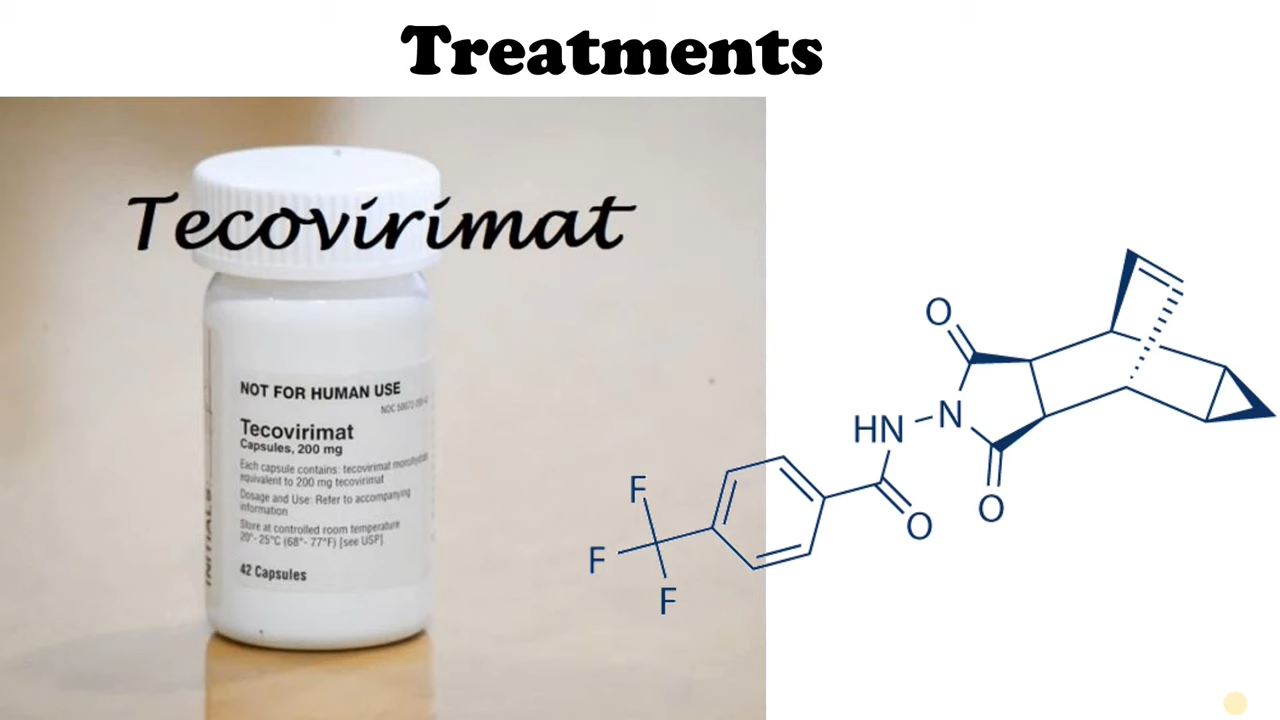 Treatments
Tecovirimat
NOT FOR HUMAN USE
Tecovirimat
Capsules, 200 mg
Each capsule contains: tecovirimat
equivalent to 200 mg tecovirimat
Dosage and Use: Refer to accompanying
information
Store at controlled room temperature
20°- 25°C (68°- 77°F) [see USP]
42 Capsules
INITIALS
O
N
HN
O
O
F
F
F